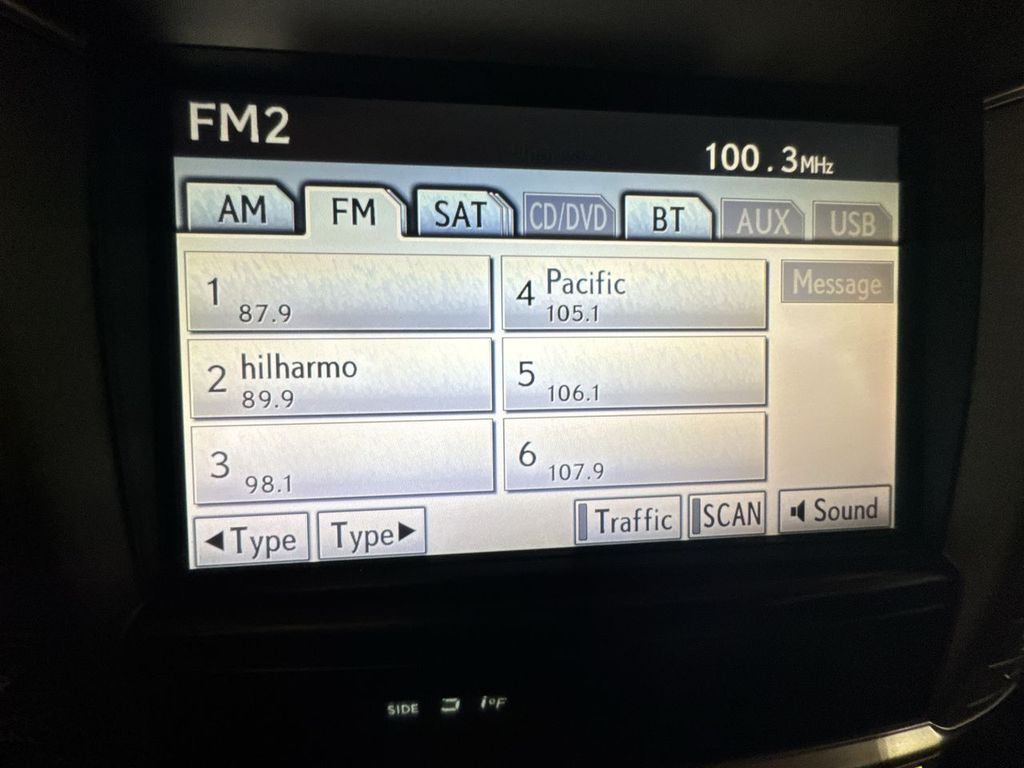 FM2
100.3MHz
AM FM SAT CD/DVD BT AUX USB
1
87.9
4 Pacific
105.1
Message
2 hilharmo
89.9
5
106.1
3
98.1
6
107.9
◀Type Type▶ Traffic SCAN Sound
SIDE °F